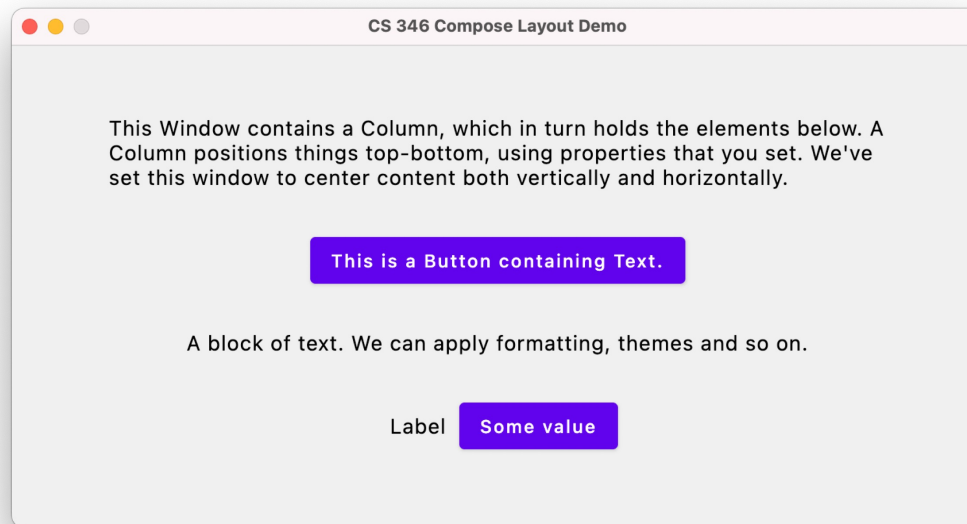 CS 346 Compose Layout Demo
This Window contains a Column, which in turn holds the elements below. A
Column positions things top-bottom, using properties that you set. We've
set this window to center content both vertically and horizontally.
This is a Button containing Text.
A block of text. We can apply formatting, themes and so on.
Label Some value